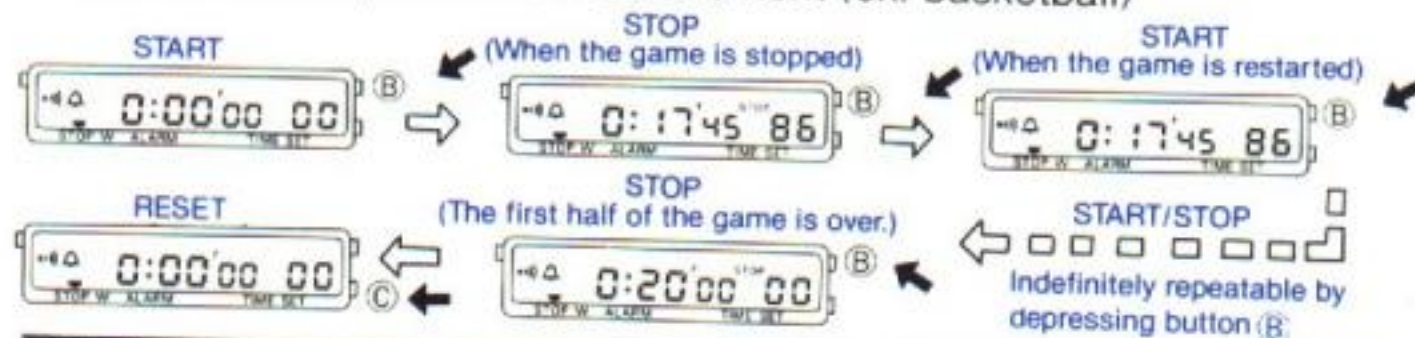 START
STOP
(When the game is stopped)
START
(When the game is restarted)
0:00'00 00
Ⓑ
STOP W ALARM TIME SET
STOP
0:17'45 86
Ⓑ
STOP W ALARM TIME SET
0:17'45 86
Ⓑ
STOP W ALARM TIME SET
RESET
STOP
(The first half of the game is over.)
START/STOP
Indefinitely repeatable by
depressing button Ⓑ
0:00'00 00
Ⓒ
STOP W ALARM TIME SET
STOP
0:20'00 00
Ⓑ
STOP W ALARM TIME SET